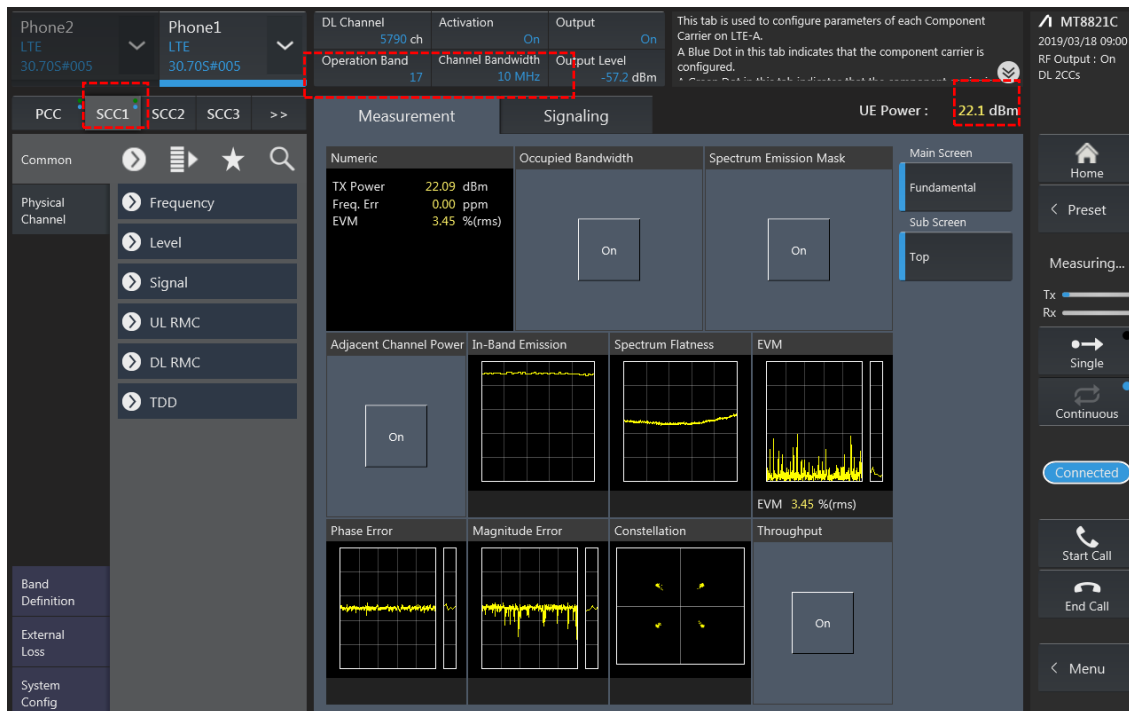 Phone2
LTE
30.70S#005
Phone1
LTE
30.70S#005
DL Channel
5790 ch
Activation
On
Output
On
Operation Band
17
Channel Bandwidth
10 MHz
Output Level
-57.2 dBm
This tab is used to configure parameters of each Component
Carrier on LTE-A.
A Blue Dot in this tab indicates that the component carrier is
configured.
MT8821C
2019/03/18 09:00
RF Output : On
DL 2CCs
PCC
SCC1
SCC2
SCC3
>>
Measurement
Signaling
UE Power :
22.1 dBm
Common
Physical
Channel
Frequency
Level
Signal
UL RMC
DL RMC
TDD
Band
Definition
External
Loss
System
Config
Numeric
TX Power 22.09 dBm
Freq. Err 0.00 ppm
EVM 3.45 %(rms)
Occupied Bandwidth
On
Spectrum Emission Mask
On
Main Screen
Fundamental
Sub Screen
Top
Adjacent Channel Power
On
In-Band Emission
Spectrum Flatness
EVM
EVM 3.45 %(rms)
Phase Error
Magnitude Error
Constellation
Throughput
On
Home
< Preset
Measuring...
Tx
Rx
Single
Continuous
Connected
Start Call
End Call
< Menu